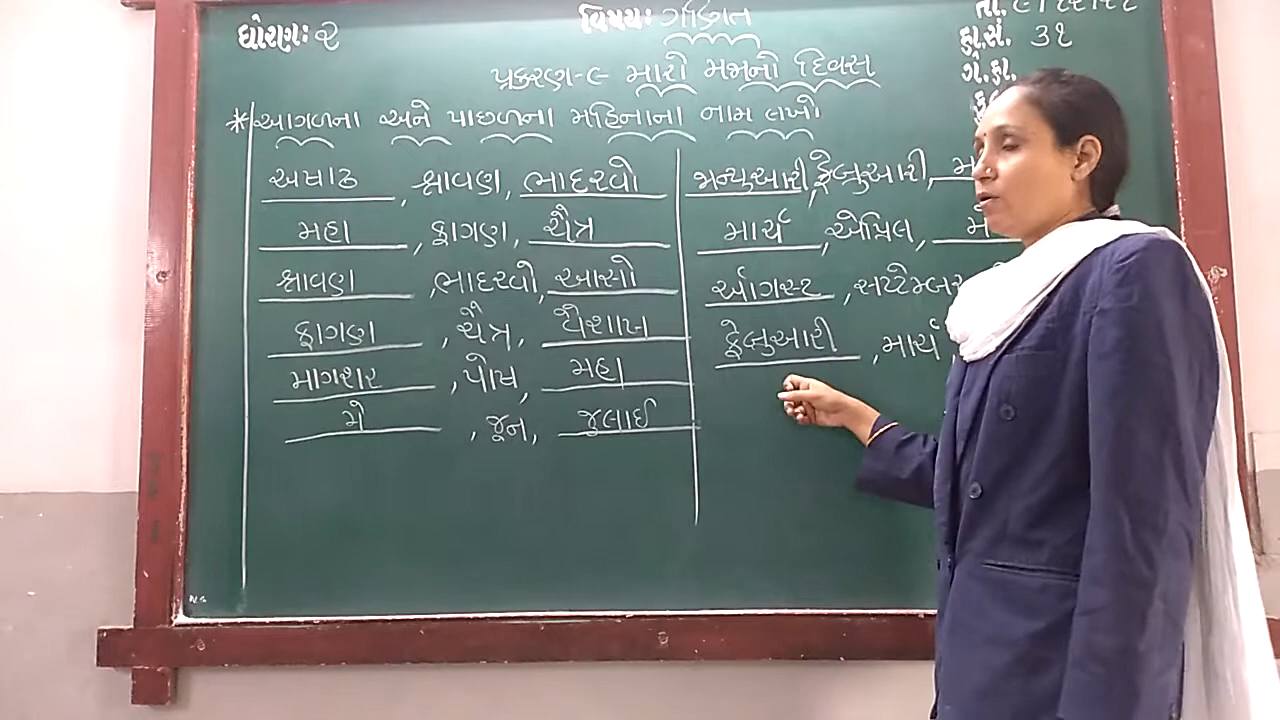 ધોરણ: ૨
વિષય: ગણિત
તા.
હા.સં. ૩૧
ગે.હા.
પ્રકરણ-૯ મારો મજાનો દિવસ
* આગળના અને પાછળના મહિનાના નામ લખો
અષાઢ, શ્રાવણ, ભાદરવો
મહા, ફાગણ, ચૈત્ર
શ્રાવણ, ભાદરવો, આસો
ફાગણ, ચૈત્ર, વૈશાખ
માગશર, પોષ, મહા
મે, જૂન, જુલાઈ
જાન્યુઆરી, ફેબ્રુઆરી,
માર્ચ, એપ્રિલ, મે
ઑગસ્ટ, સપ્ટેમ્બર
ફેબ્રુઆરી, માર્ચ,